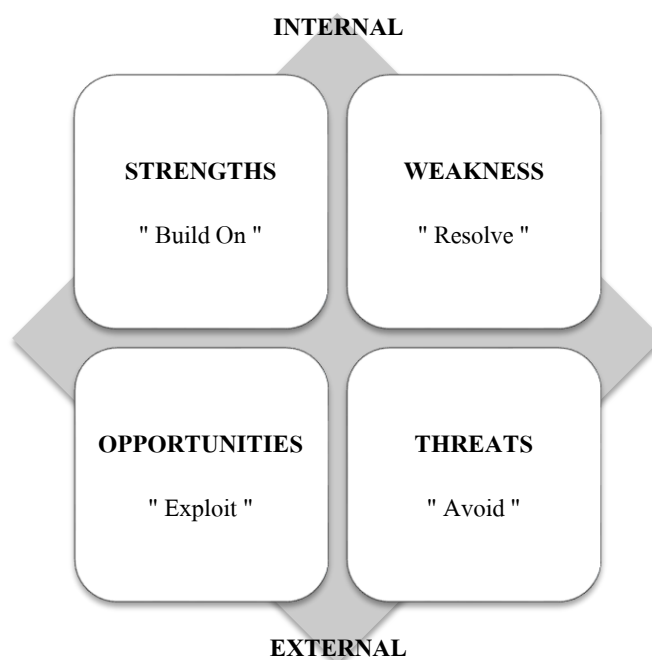 INTERNAL
STRENGTHS
" Build On "
WEAKNESS
" Resolve "
OPPORTUNITIES
" Exploit "
THREATS
" Avoid "
EXTERNAL